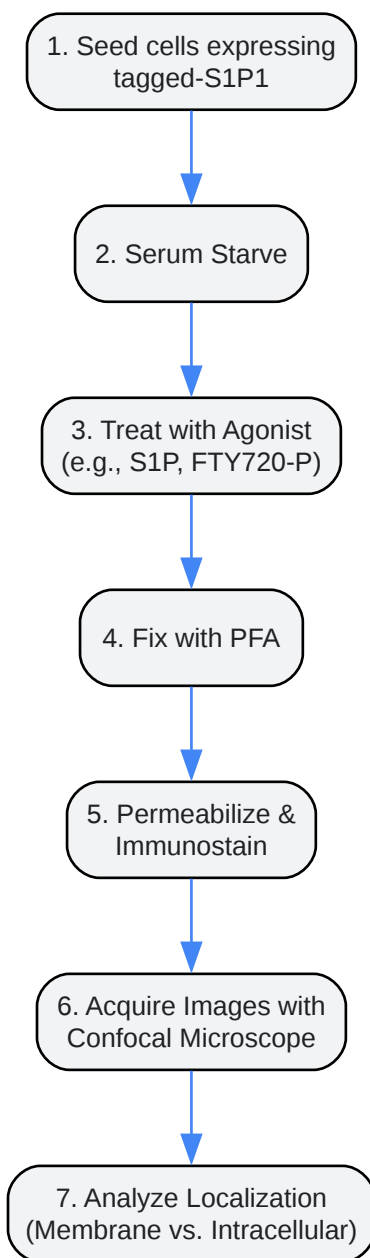 1. Seed cells expressing
tagged-S1P1
2. Serum Starve
3. Treat with Agonist
(e.g., S1P, FTY720-P)
4. Fix with PFA
5. Permeabilize &
Immunostain
6. Acquire Images with
Confocal Microscope
7. Analyze Localization
(Membrane vs. Intracellular)